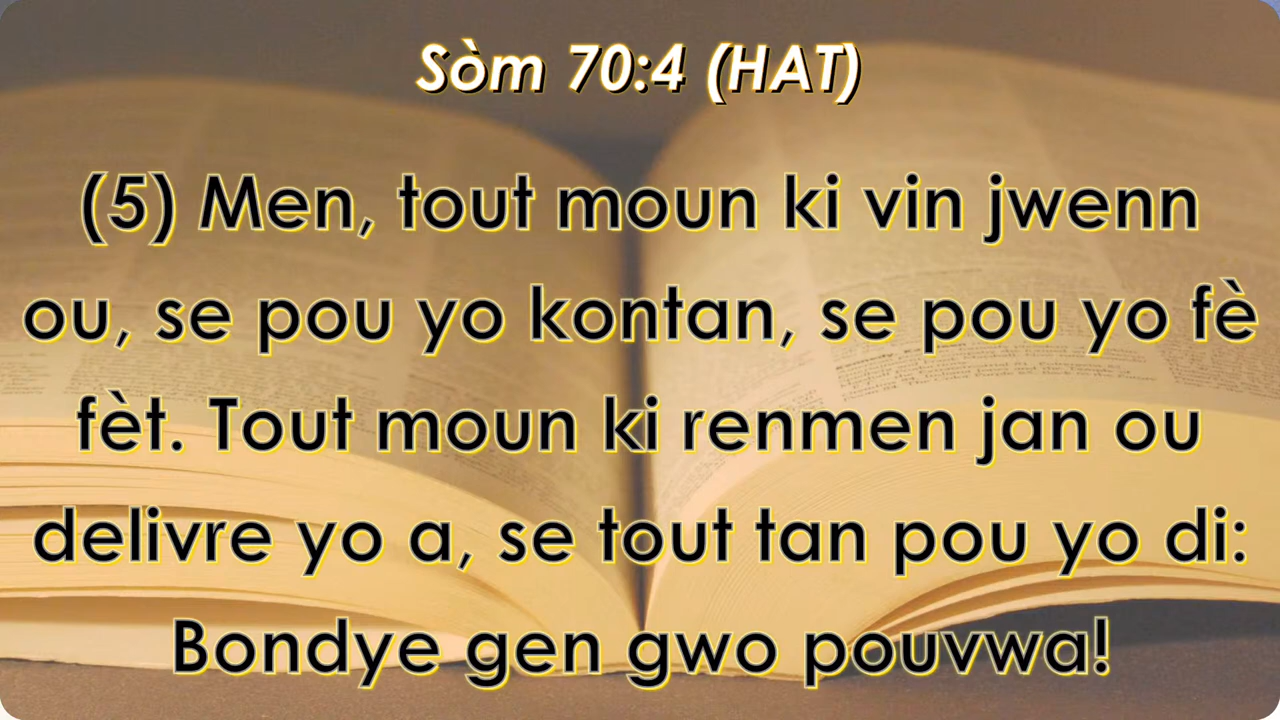 Sòm 70:4 (HAT)
(5) Men, tout moun ki vin jwenn
ou, se pou yo kontan, se pou yo fè
fèt. Tout moun ki renmen jan ou
delivre yo a, se tout tan pou yo di:
Bondye gen gwo pouvwa!